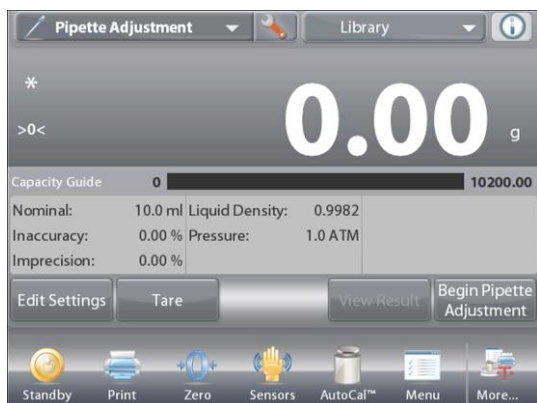 Pipette Adjustment Library
*
>0<
0.00 g
Capacity Guide 0 10200.00
Nominal: 10.0 ml Liquid Density: 0.9982
Inaccuracy: 0.00 % Pressure: 1.0 ATM
Imprecision: 0.00 %
Edit Settings Tare View Result Begin Pipette
Adjustment
Standby Print Zero Sensors AutoCal™ Menu More...